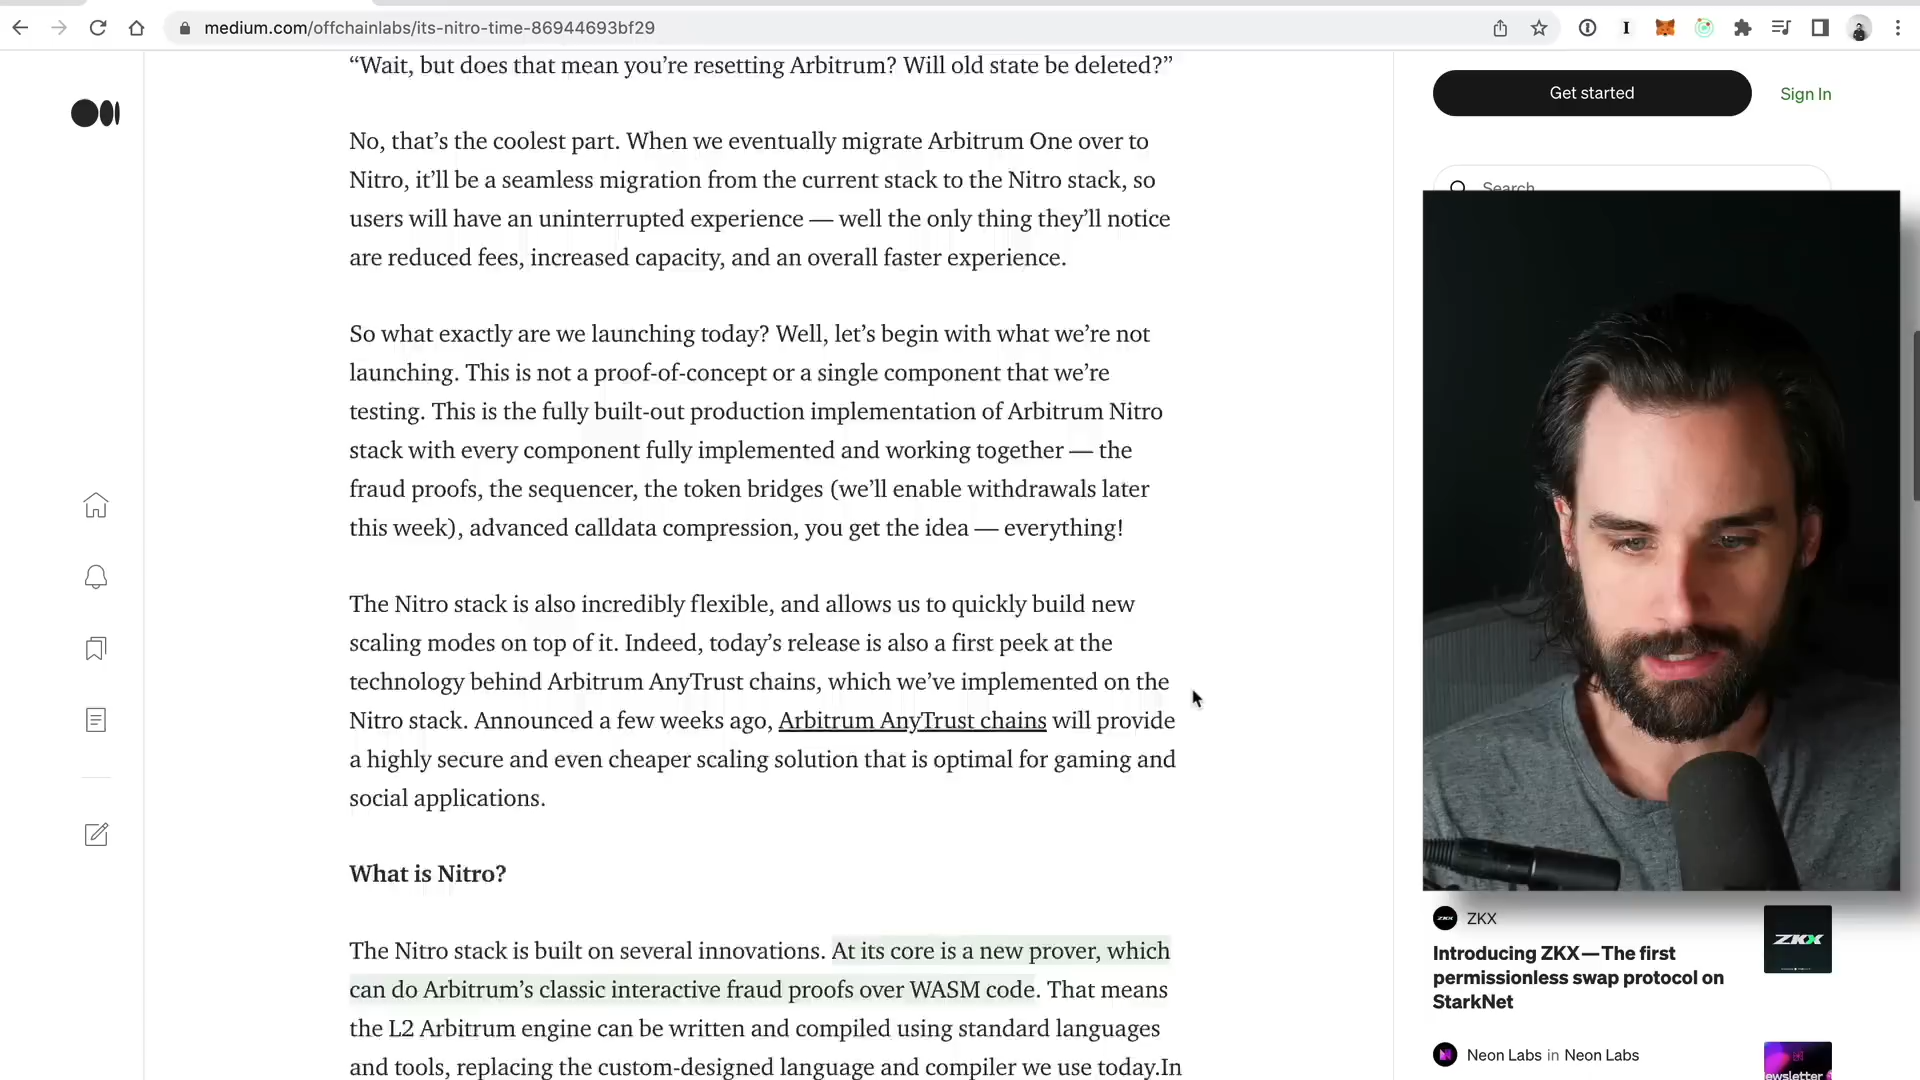 medium.com/offchainlabs/its-nitro-time-86944693bf29
“Wait, but does that mean you’re resetting Arbitrum? Will old state be deleted?”
No, that’s the coolest part. When we eventually migrate Arbitrum One over to
Nitro, it’ll be a seamless migration from the current stack to the Nitro stack, so
users will have an uninterrupted experience — well the only thing they’ll notice
are reduced fees, increased capacity, and an overall faster experience.
So what exactly are we launching today? Well, let’s begin with what we’re not
launching. This is not a proof-of-concept or a single component that we’re
testing. This is the fully built-out production implementation of Arbitrum Nitro
stack with every component fully implemented and working together — the
fraud proofs, the sequencer, the token bridges (we’ll enable withdrawals later
this week), advanced calldata compression, you get the idea — everything!
The Nitro stack is also incredibly flexible, and allows us to quickly build new
scaling modes on top of it. Indeed, today’s release is also a first peek at the
technology behind Arbitrum AnyTrust chains, which we’ve implemented on the
Nitro stack. Announced a few weeks ago, Arbitrum AnyTrust chains will provide
a highly secure and even cheaper scaling solution that is optimal for gaming and
social applications.
What is Nitro?
The Nitro stack is built on several innovations. At its core is a new prover, which
can do Arbitrum’s classic interactive fraud proofs over WASM code. That means
the L2 Arbitrum engine can be written and compiled using standard languages
and tools, replacing the custom-designed language and compiler we use today.In
Get started
Sign In
Search
ZKX
ZKX
Introducing ZKX—The first
permissionless swap protocol on
StarkNet
ZKX
Neon Labs in Neon Labs